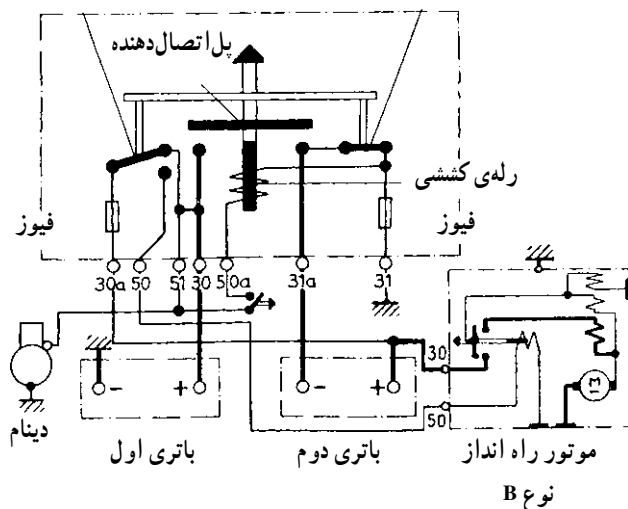 پل اتصال‌دهنده
رله‌ی کششی
فیوز
فیوز
30a 50 51 30 50a 31a 31
30
50
- +
- +
M
دینام
باتری اول
باتری دوم
موتور راه انداز
نوع B